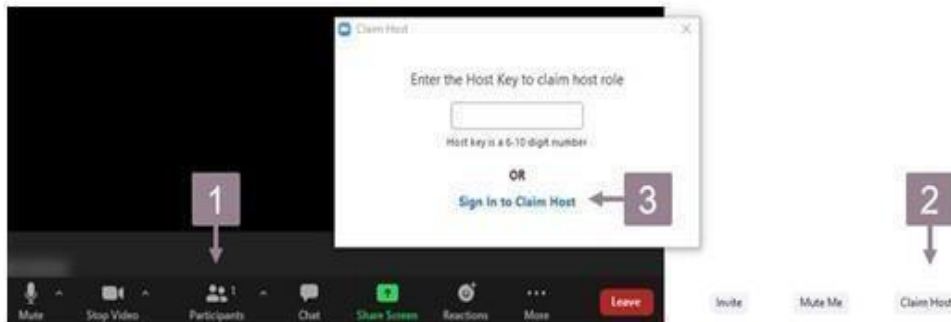 Claim Host
Enter the Host Key to claim host role
Host key is a 6-10 digit number
OR
Sign In to Claim Host
3
1
2
1
Mute
Stop Video
Participants
Chat
Share Screen
Reactions
More
Leave
Invite
Mute Me
Claim Host